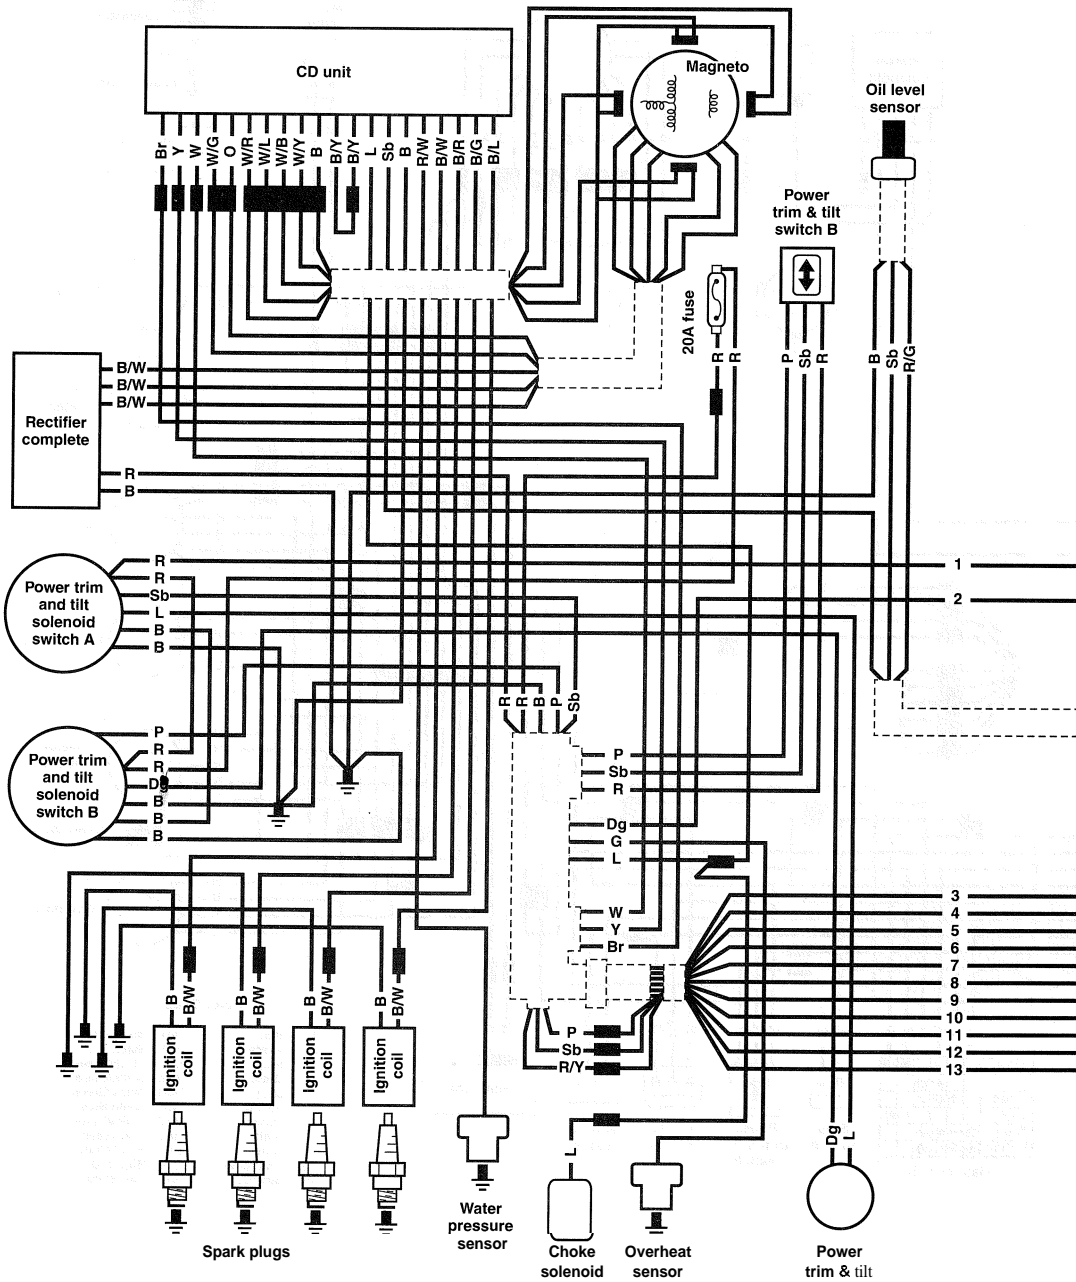 CD unit
Magneto
Oil level
sensor
Br
Y
W
W/G
O
W/R
W/L
W/B
W/Y
B
B/Y
B/Y
L
Sb
B
R/W
B/W
B/R
B/G
B/L
Power
trim & tilt
switch B
20A fuse
R
R
P
Sb
R
B
Sb
R/G
Rectifier
complete
B/W
B/W
B/W
R
B
Power trim
and tilt
solenoid
switch A
R
R
Sb
L
B
B
1
2
Power trim
and tilt
solenoid
switch B
P
R
R
Dg
B
B
B
R
R
B
P
Sb
P
Sb
R
Dg
G
L
W
Y
Br
3
4
5
6
7
8
9
10
11
12
13
B
B/W
B
B/W
B
B/W
B
B/W
Ignition
coil
Ignition
coil
Ignition
coil
Ignition
coil
P
Sb
R/Y
L
Dg
L
Spark plugs
Water
pressure
sensor
Choke
solenoid
Overheat
sensor
Power
trim & tilt